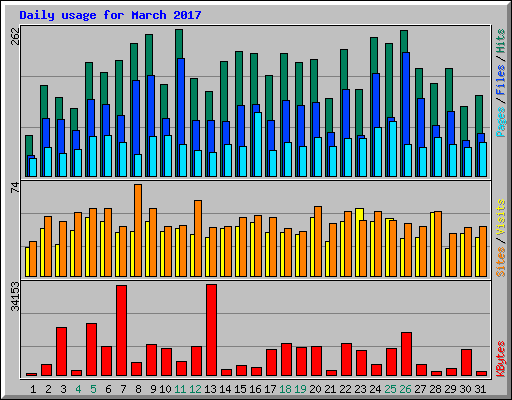 Daily usage for March 2017
262
Pages / Files / Hits
74
Sites / Visits
34153
KBytes
1 2 3 4 5 6 7 8 9 10 11 12 13 14 15 16 17 18 19 20 21 22 23 24 25 26 27 28 29 30 31